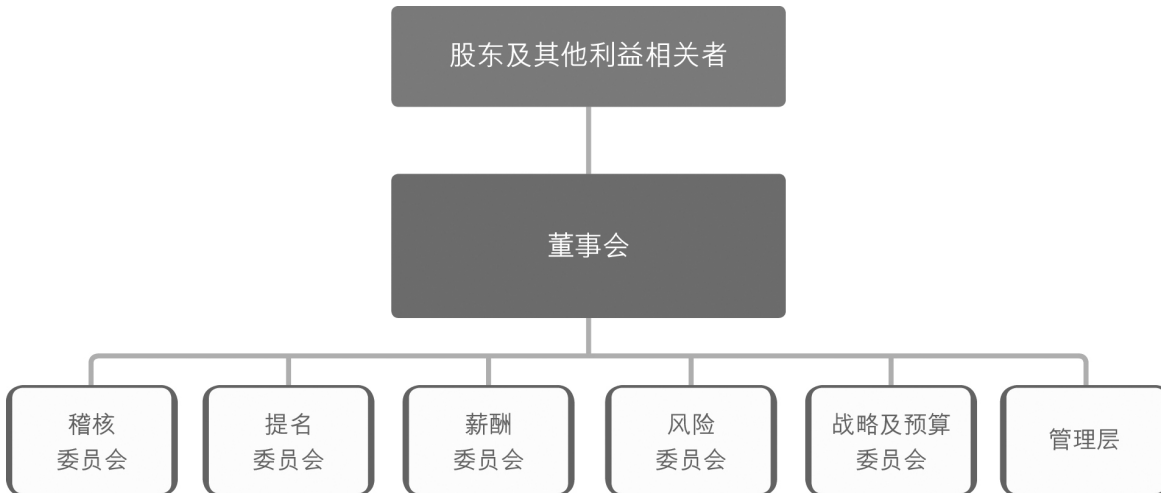 股东及其他利益相关者
董事会
稽核
委员会
提名
委员会
薪酬
委员会
风险
委员会
战略及预算
委员会
管理层